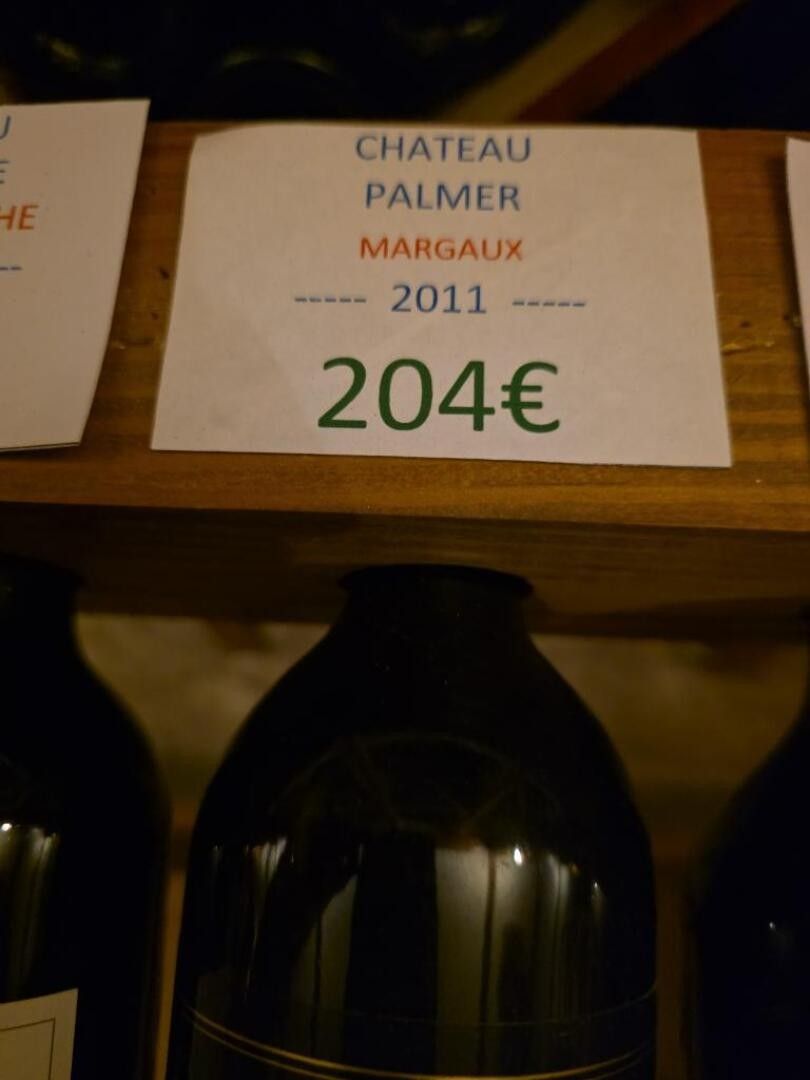 CHATEAU
PALMER
MARGAUX
----- 2011 -----
204€